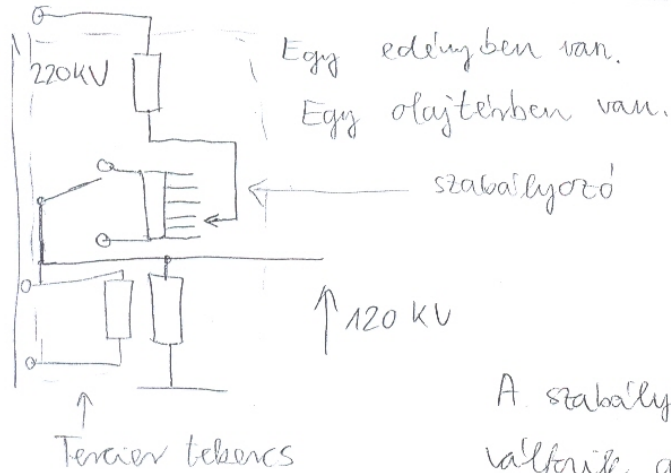 Egy edényben van.
220KV
Egy olajtérben van.
szabályozó
120 KV
A szabály
változik a
Tercier tekercs